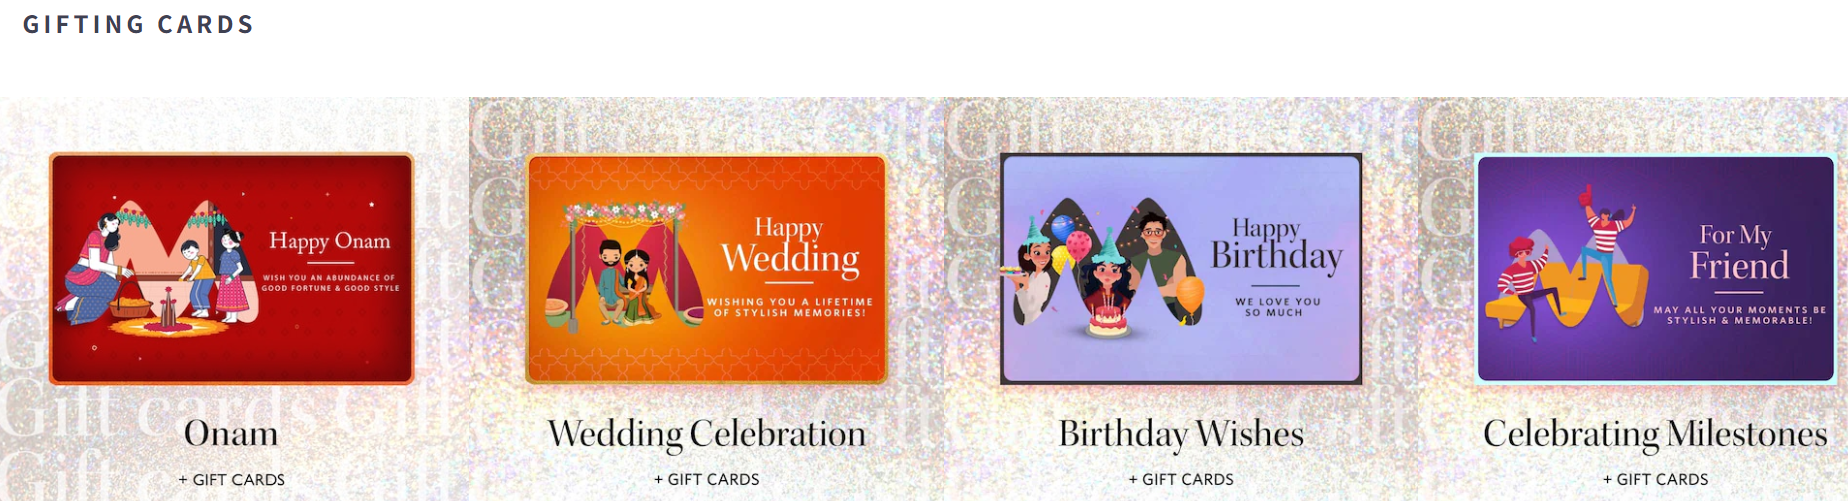 GIFTING CARDS
Happy Onam
WISH YOU AN ABUNDANCE OF
GOOD FORTUNE & GOOD STYLE
Onam
+ GIFT CARDS
Happy
Wedding
WISHING YOU A LIFETIME
OF STYLISH MEMORIES!
Wedding Celebration
+ GIFT CARDS
Happy
Birthday
WE LOVE YOU
SO MUCH
Birthday Wishes
+ GIFT CARDS
For My
Friend
MAY ALL YOUR MOMENTS BE
STYLISH & MEMORABLE!
Celebrating Milestones
+ GIFT CARDS